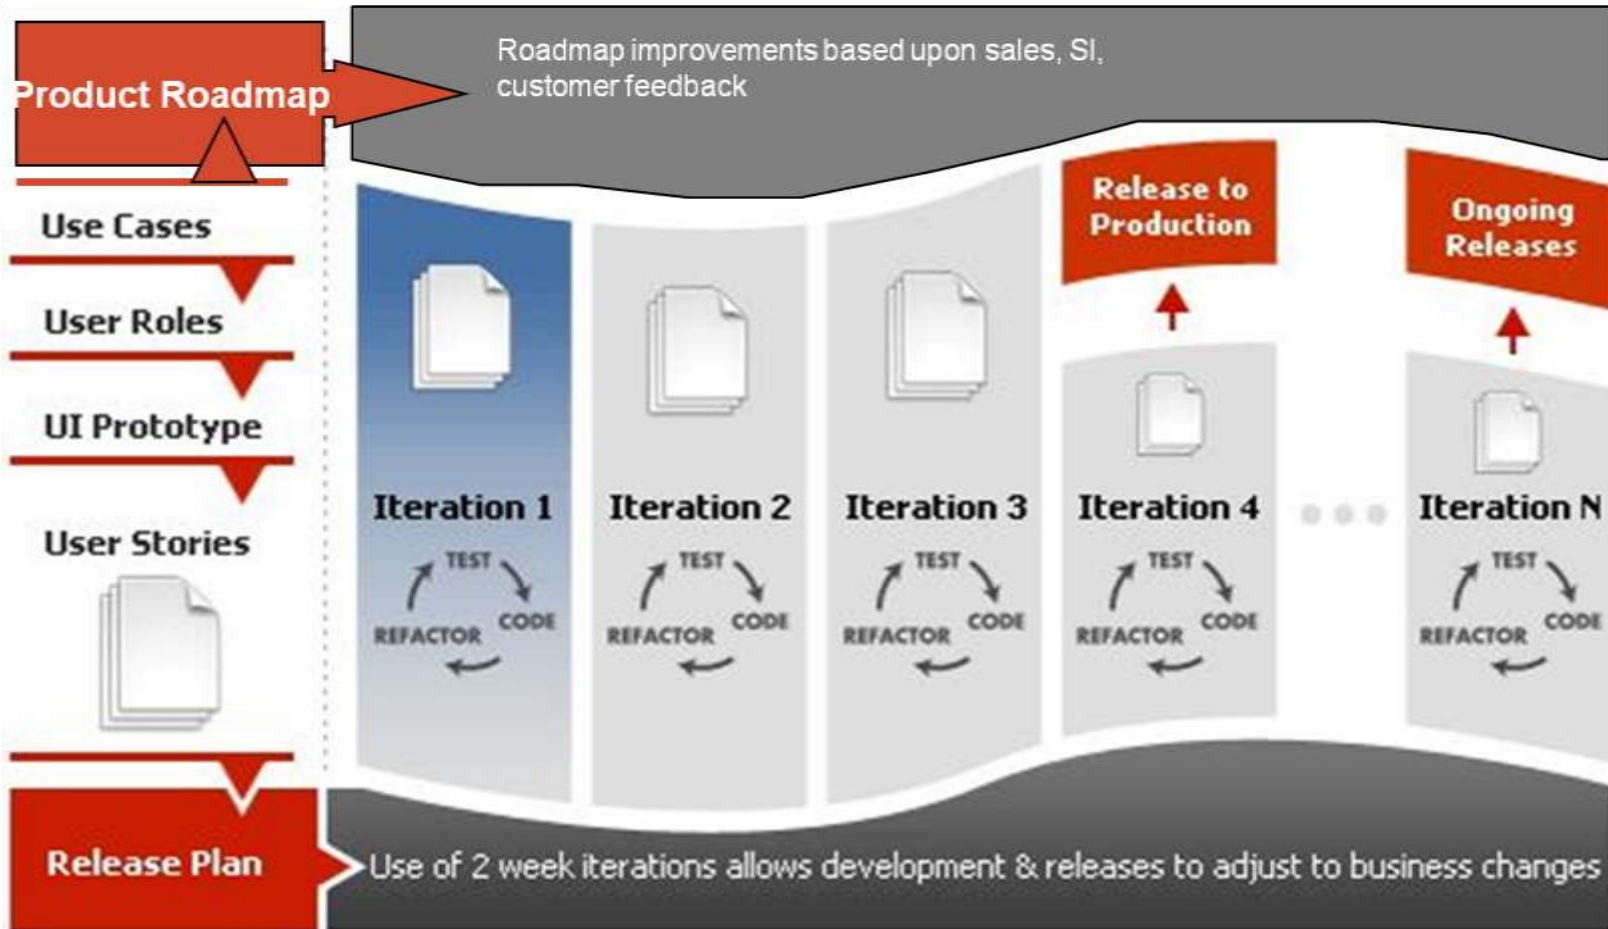 Product Roadmap
Roadmap improvements based upon sales, SI,
customer feedback
Use Cases
User Roles
UI Prototype
User Stories
Release Plan
Release to
Production
Ongoing
Releases
Iteration 1
TEST
CODE
REFACTOR
Iteration 2
TEST
CODE
REFACTOR
Iteration 3
TEST
CODE
REFACTOR
Iteration 4
TEST
CODE
REFACTOR
Iteration N
TEST
CODE
REFACTOR
Use of 2 week iterations allows development & releases to adjust to business changes